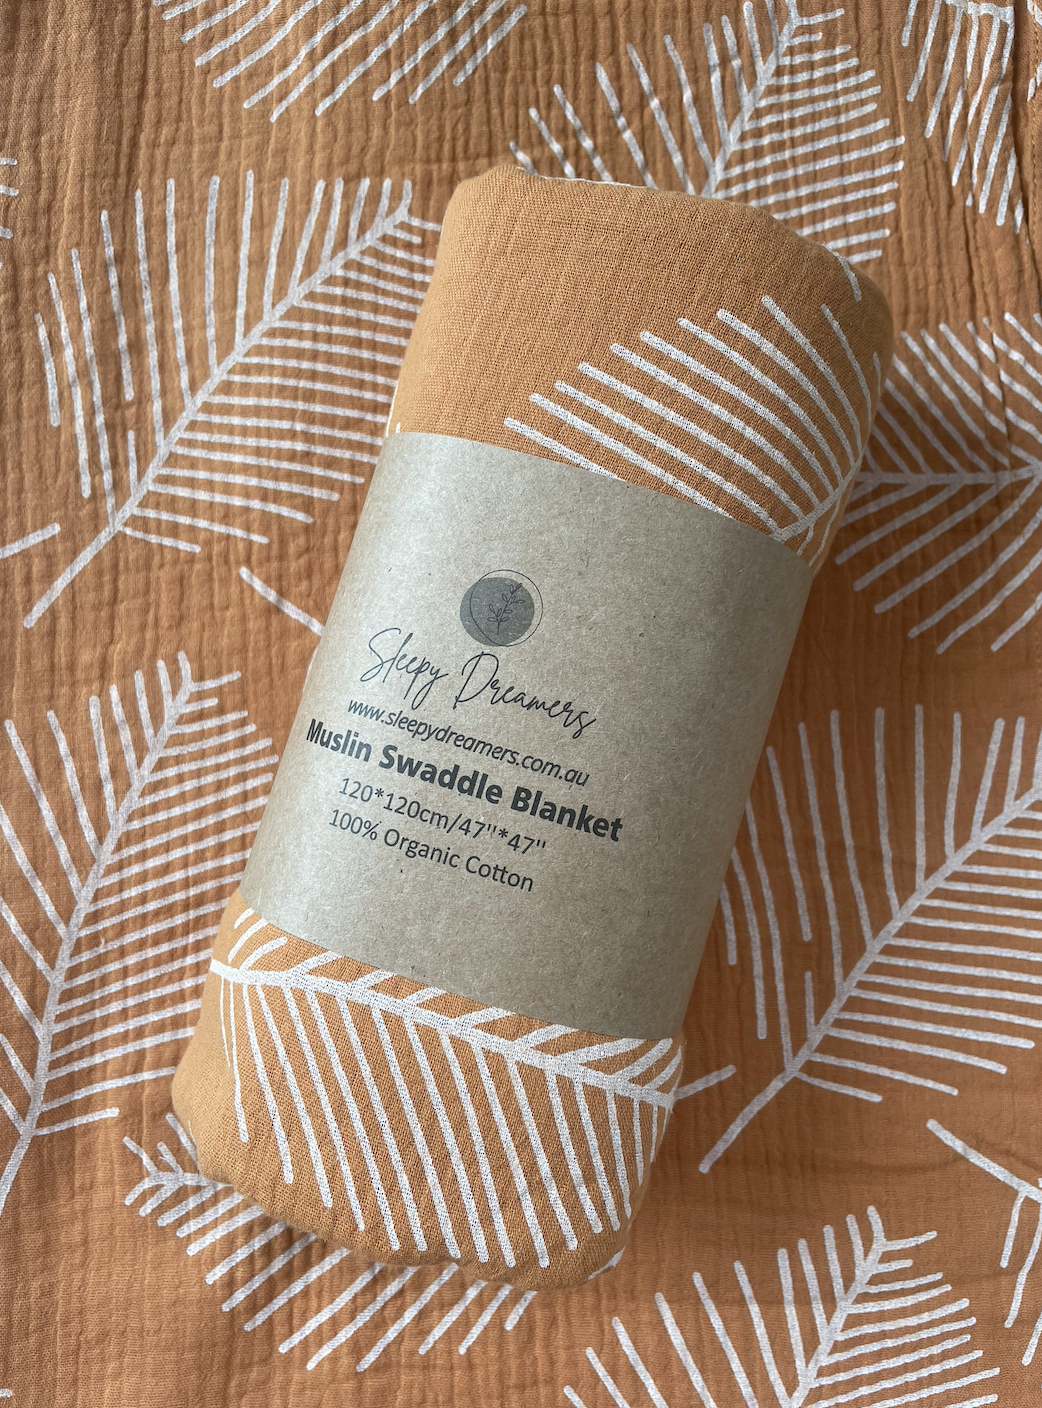 Sleepy Dreamers
www.sleepydreamers.com.au
Muslin Swaddle Blanket
120*120cm/47''*47''
100% Organic Cotton